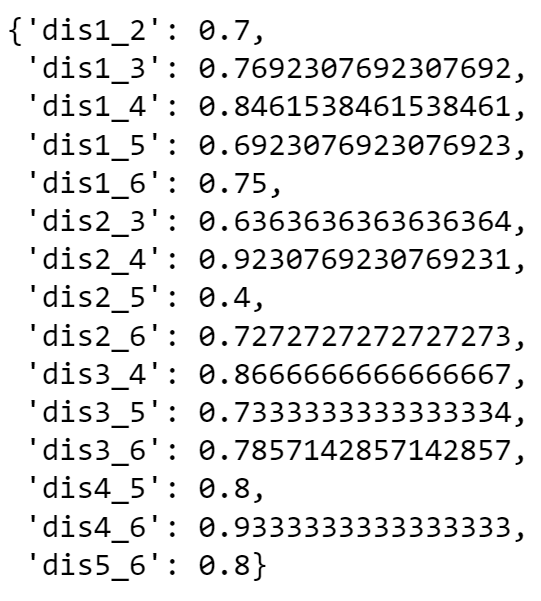 {'dis1_2': 0.7,
'dis1_3': 0.7692307692307692,
'dis1_4': 0.8461538461538461,
'dis1_5': 0.6923076923076923,
'dis1_6': 0.75,
'dis2_3': 0.6363636363636364,
'dis2_4': 0.9230769230769231,
'dis2_5': 0.4,
'dis2_6': 0.7272727272727273,
'dis3_4': 0.8666666666666667,
'dis3_5': 0.7333333333333334,
'dis3_6': 0.7857142857142857,
'dis4_5': 0.8,
'dis4_6': 0.9333333333333333,
'dis5_6': 0.8}